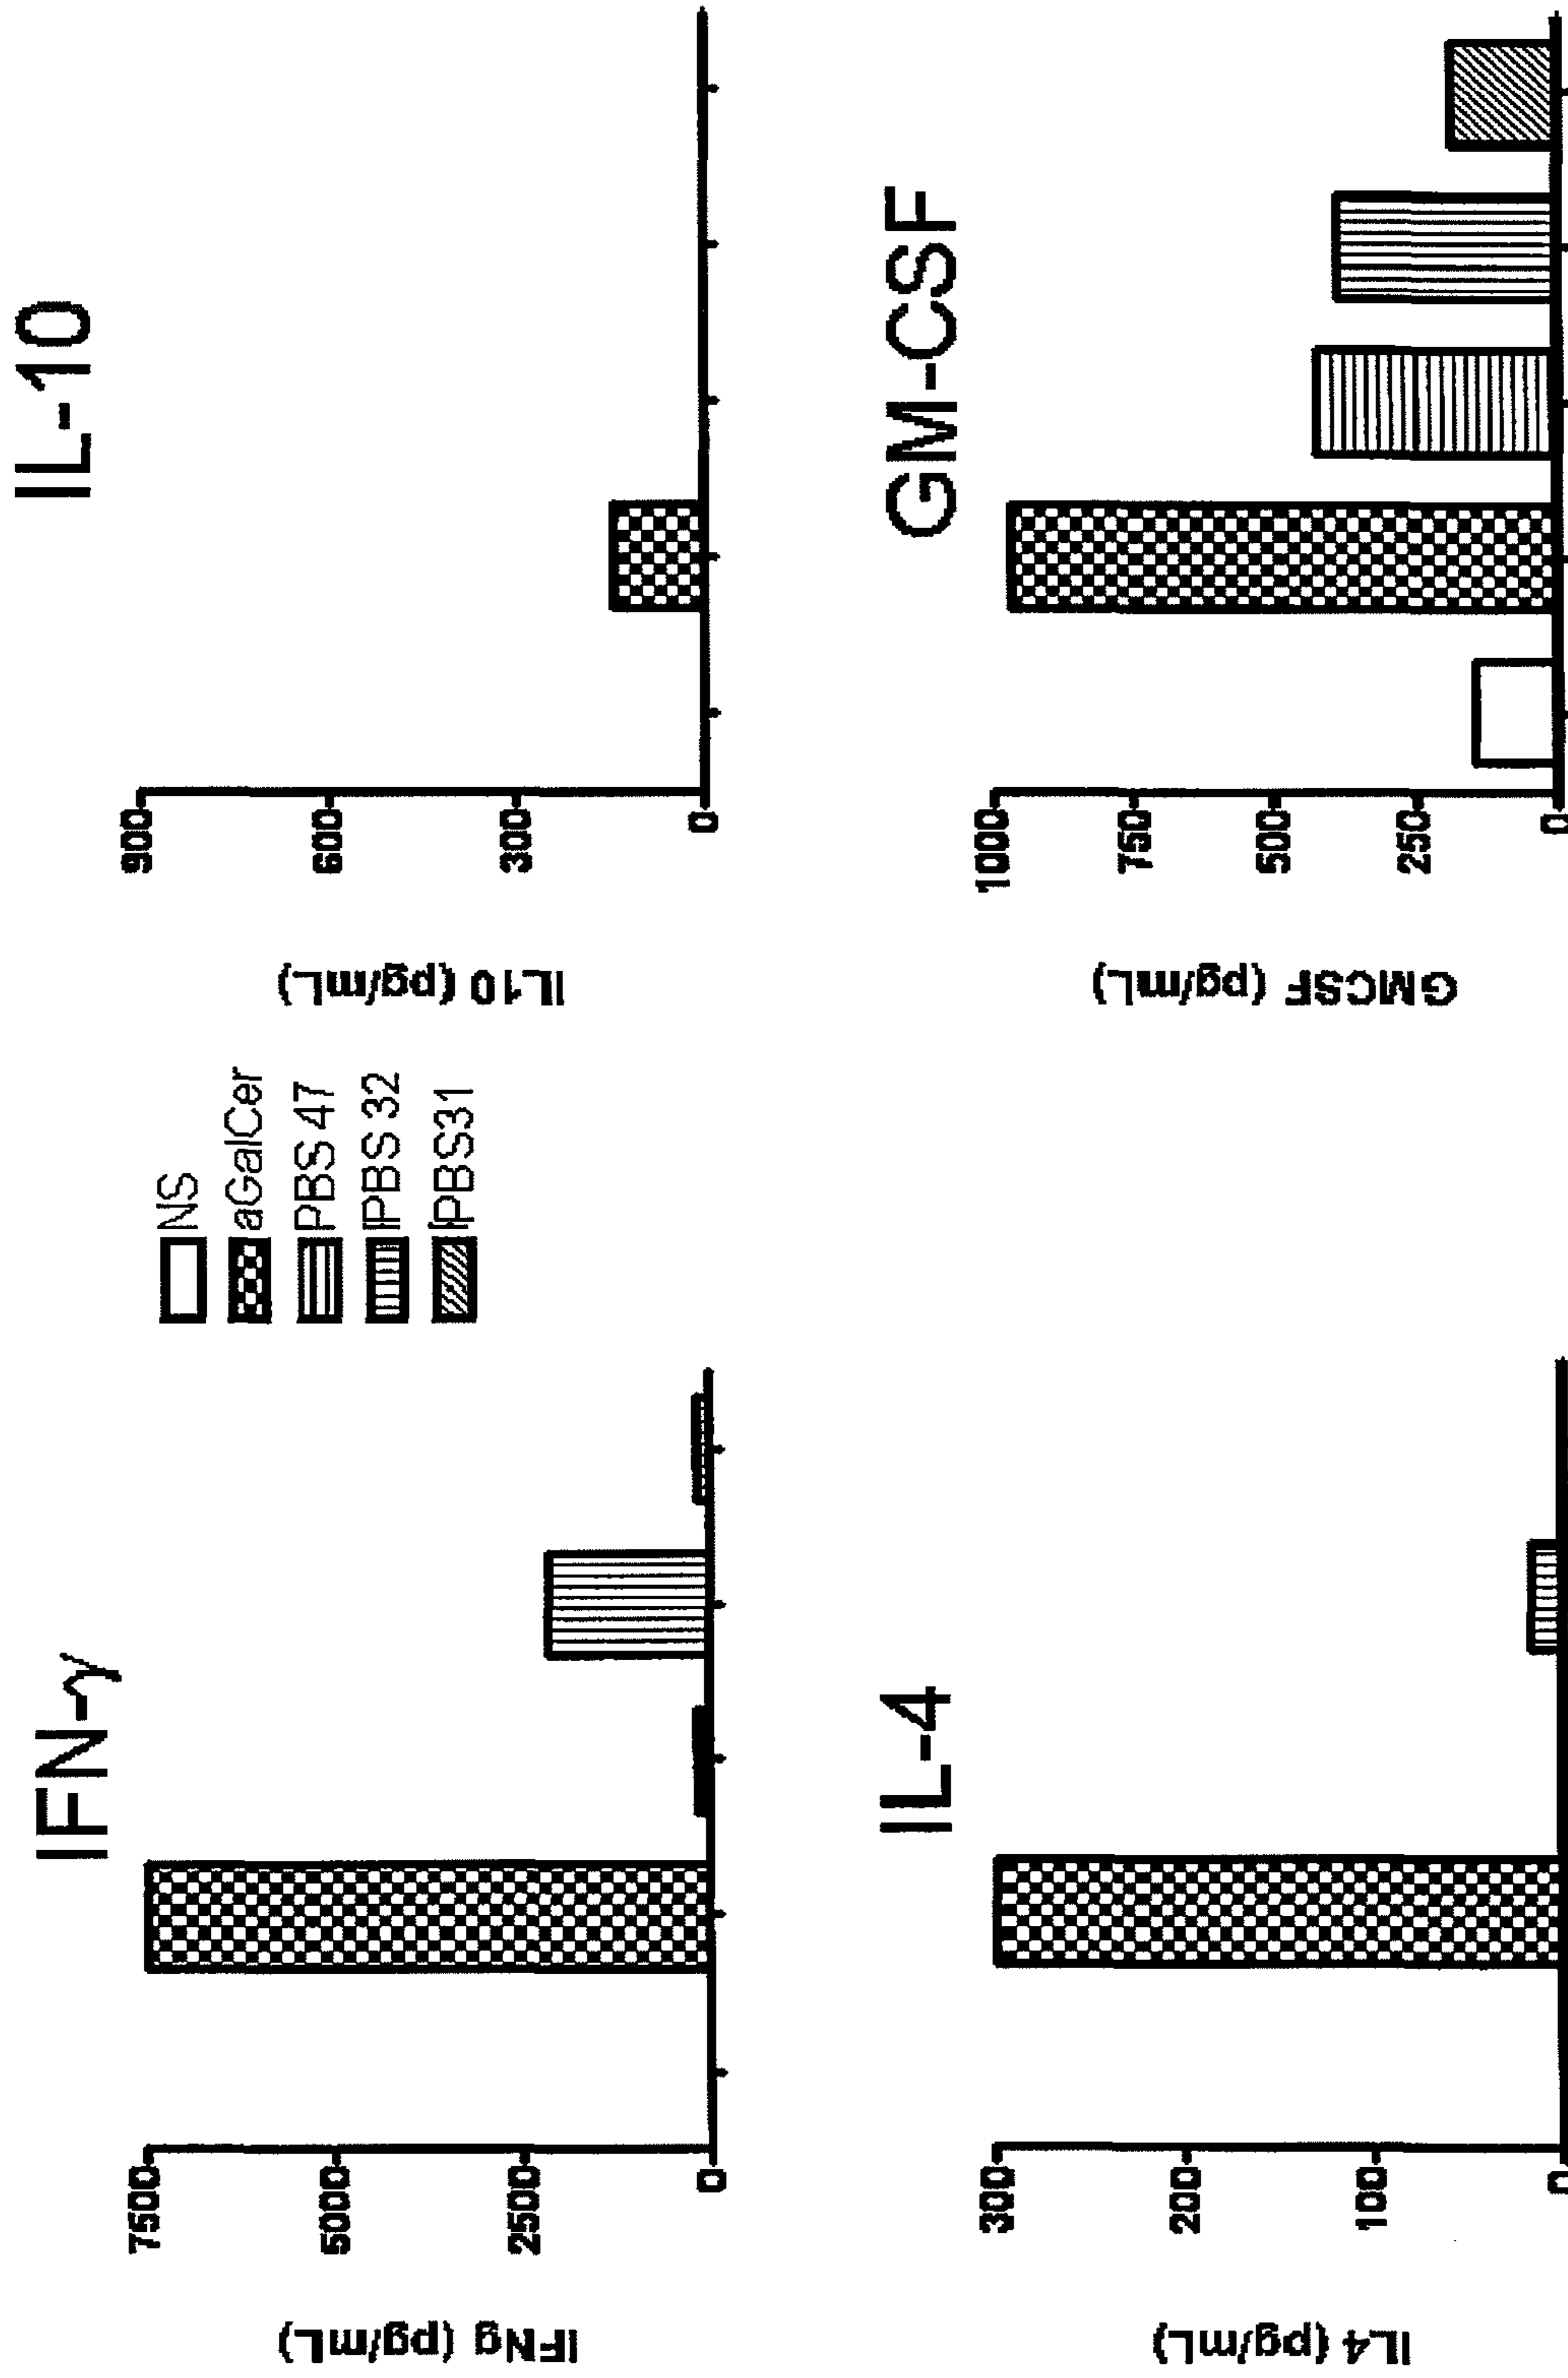 IFN-γ
IFNg (pg/mL)
7500
5000
2500
0
NS
aGalCer
PBS 47
PBS 32
PBS31
IL-10
IL10 (pg/mL)
900
600
300
0
IL-4
IL4 (pg/mL)
300
200
100
0
GM-CSF
GMCSF (pg/mL)
1000
750
500
250
0